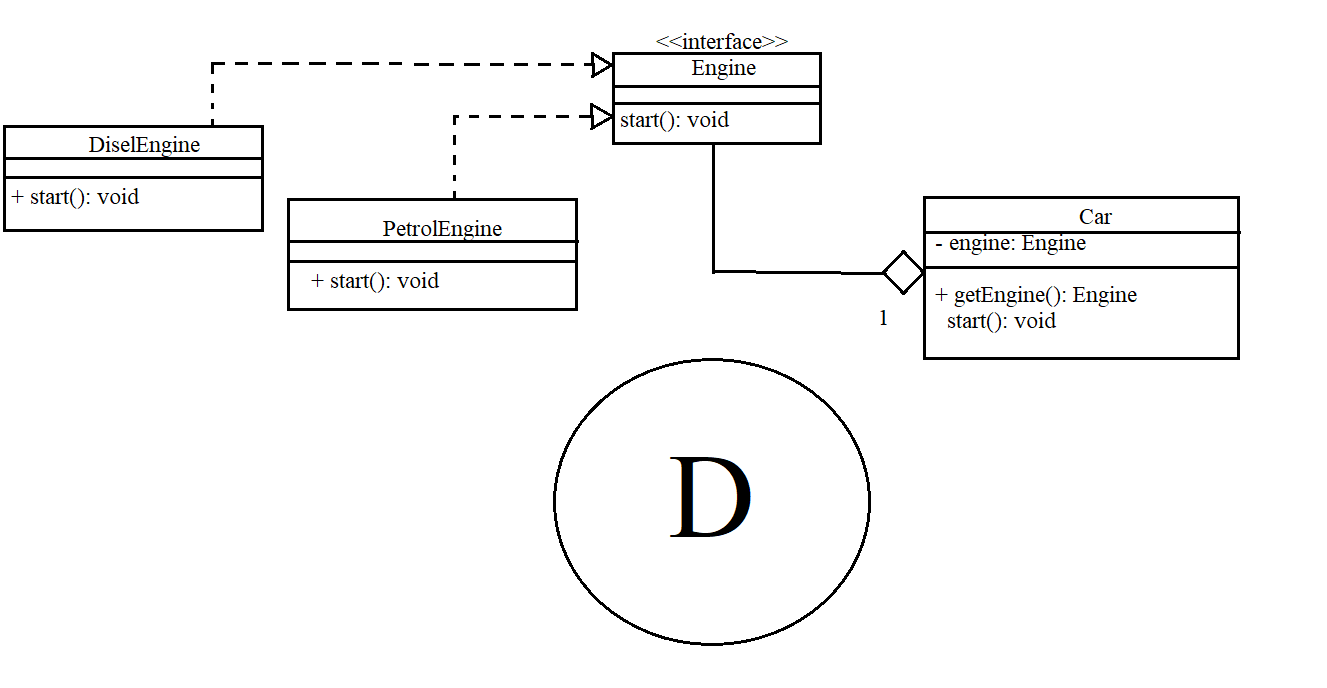 <<interface>>
Engine
start(): void
DiselEngine
+ start(): void
PetrolEngine
+ start(): void
Car
- engine: Engine
+ getEngine(): Engine
start(): void
1
D